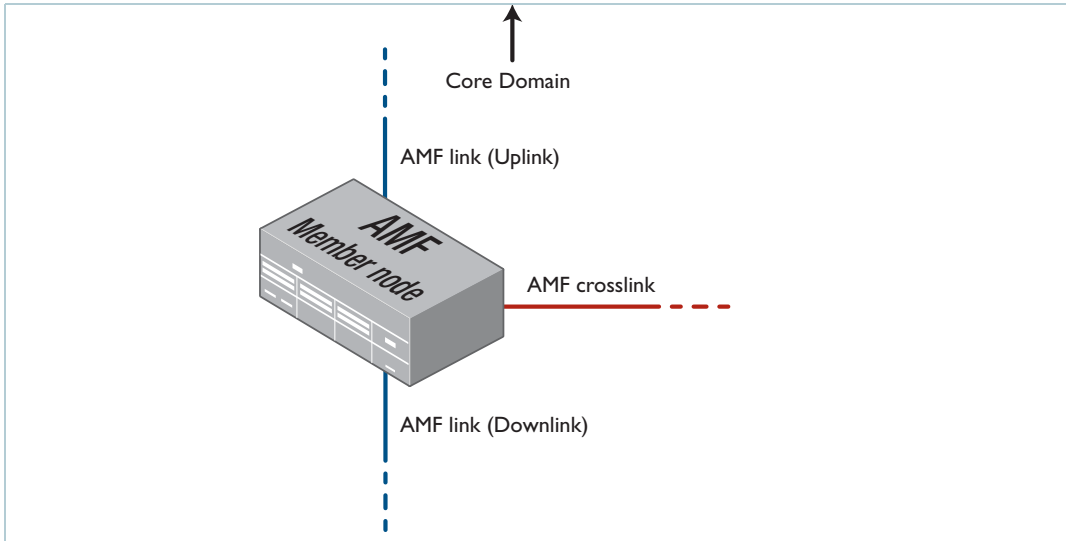 Core Domain
AMF link (Uplink)
AMF
Member node
AMF crosslink
AMF link (Downlink)